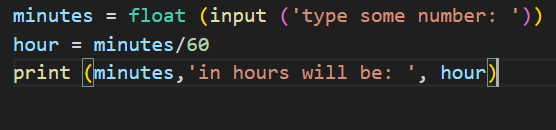 minutes = float (input ('type some number: '))
hour = minutes/60
print (minutes,'in hours will be: ', hour)